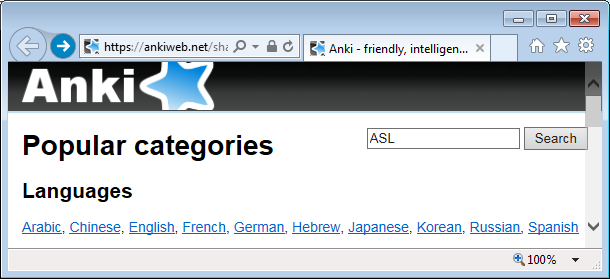 https://ankiweb.net/sha
Anki - friendly, intelligen...
Anki
Popular categories
ASL
Search
Languages
Arabic, Chinese, English, French, German, Hebrew, Japanese, Korean, Russian, Spanish
100%